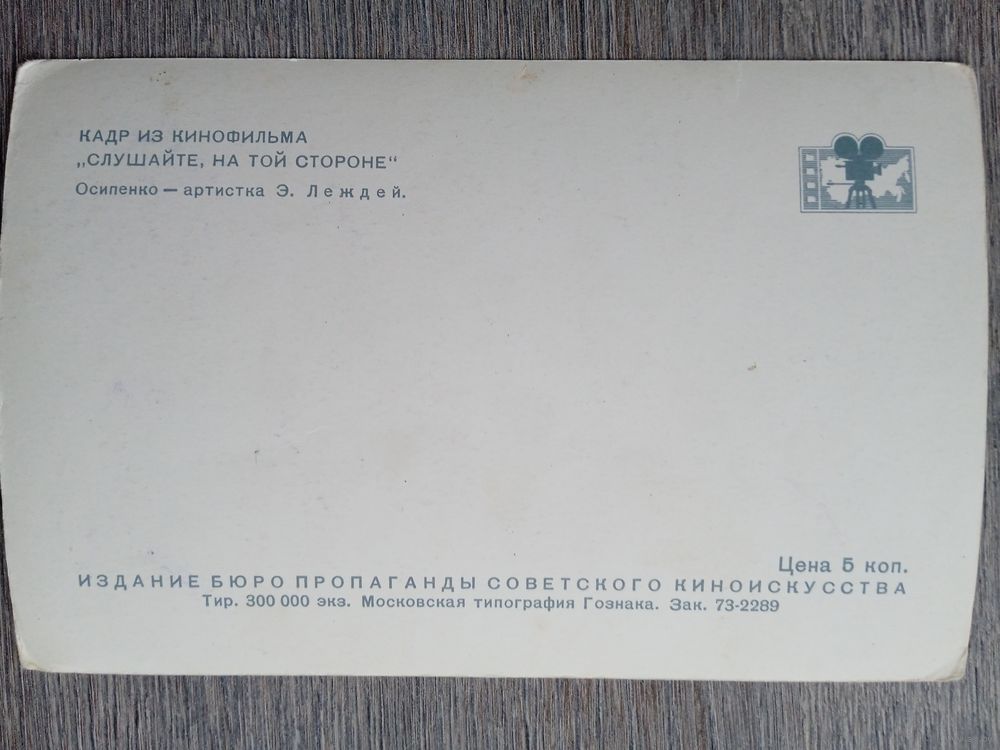 КАДР ИЗ КИНОФИЛЬМА
„СЛУШАЙТЕ, НА ТОЙ СТОРОНЕ“
Осипенко — артистка Э. Леждей.
Цена 5 коп.
ИЗДАНИЕ БЮРО ПРОПАГАНДЫ СОВЕТСКОГО КИНОИСКУССТВА
Тир. 300 000 экз. Московская типография Гознака. Зак. 73-2289